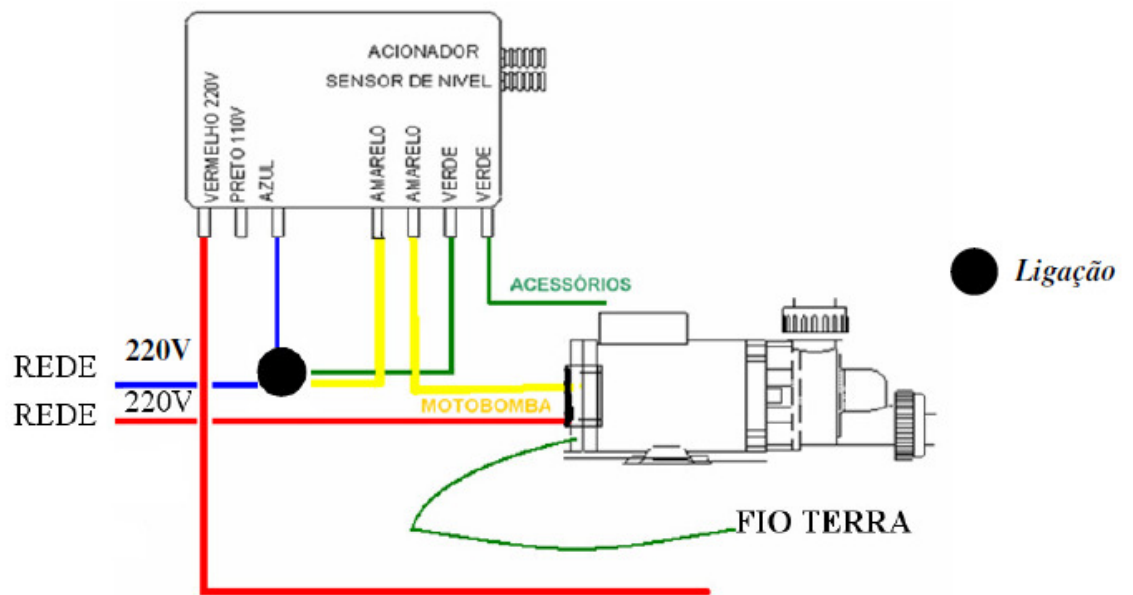 ACIONADOR
SENSOR DE NIVEL
VERMELHO 220V
PRETO 110V
AZUL
AMARELO
AMARELO
VERDE
VERDE
ACESSÓRIOS
Ligação
REDE 220V
REDE 220V
MOTOBOMBA
FIO TERRA